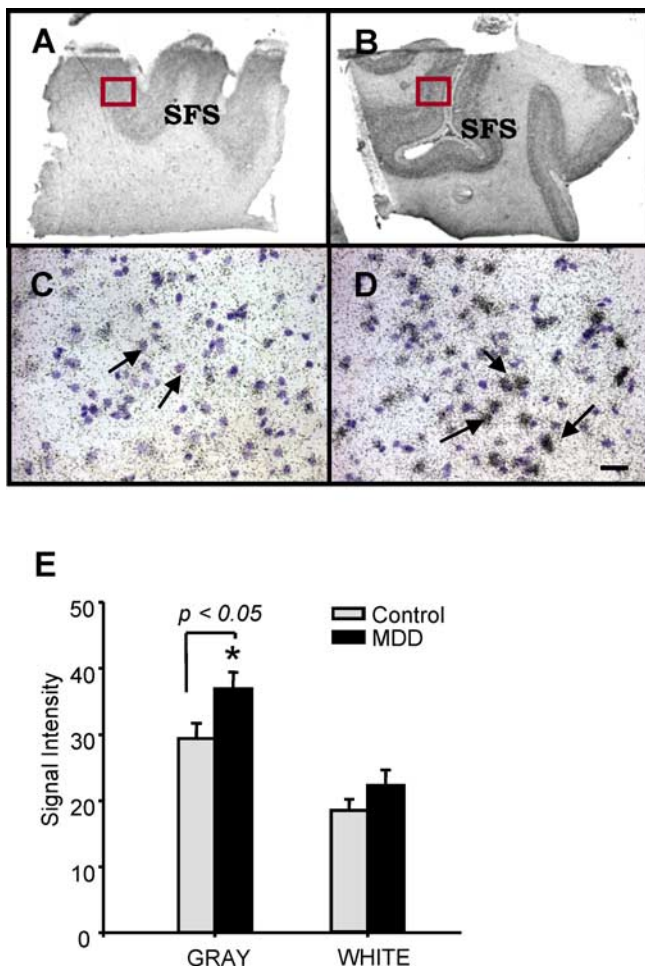 A
B
SFS
SFS
C
D
E
50
40
30
20
10
0
Signal Intensity
p < 0.05
*
Control
MDD
GRAY
WHITE